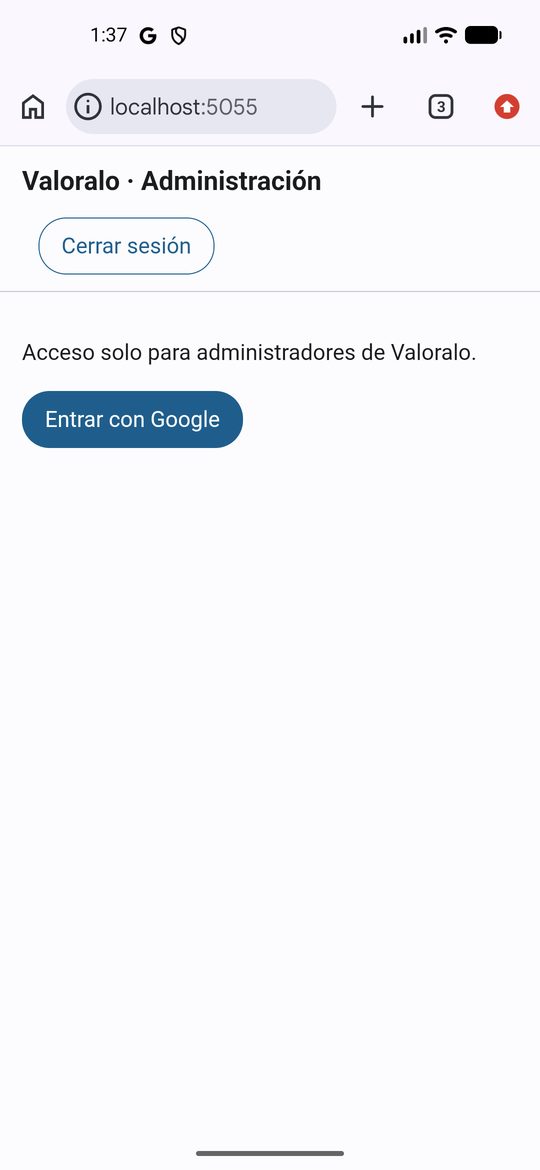 1:37
localhost:5055
3
Valoralo · Administración
Cerrar sesión
Acceso solo para administradores de Valoralo.
Entrar con Google